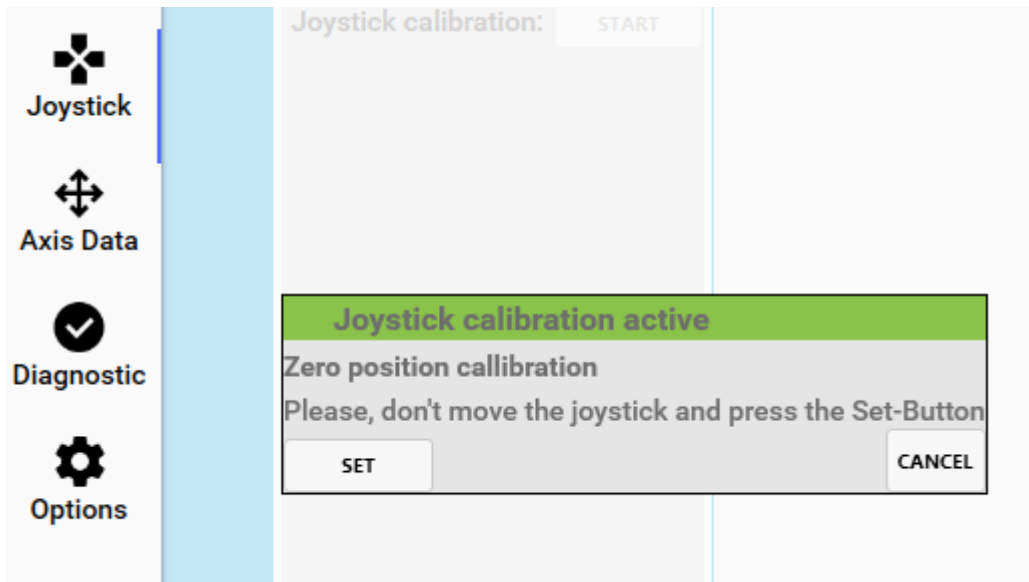 Joystick calibration: START
Joystick
Axis Data
Diagnostic
Options
Joystick calibration active
Zero position callibration
Please, don't move the joystick and press the Set-Button
SET CANCEL